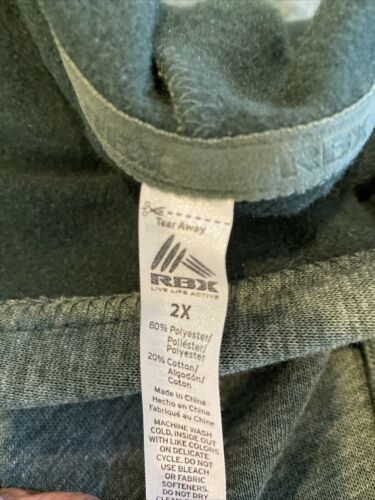 RBX
Tear Away
RBX
LIVE LIFE ACTIVE
2X
80% Polyester/
Poliéster/
Polyester
20% Cotton/
Algodón/
Coton
Made in China
Hecho en China
Fabriqué au Chine
MACHINE WASH
COLD, INSIDE OUT
WITH LIKE COLORS
ON DELICATE
CYCLE. DO NOT
USE BLEACH
OR FABRIC
SOFTENERS.
DO NOT DRY